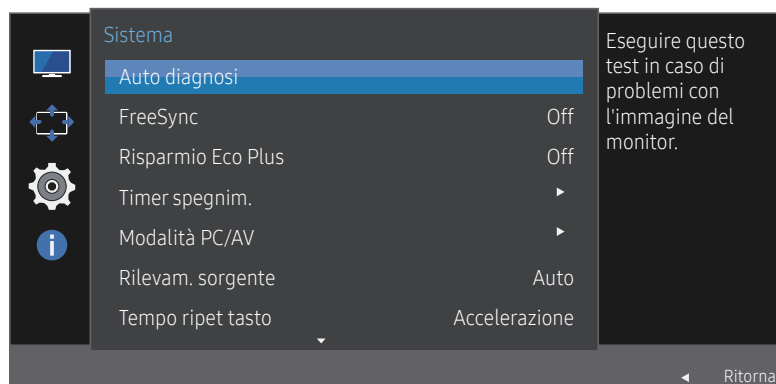 Sistema
Auto diagnosi
FreeSync Off
Risparmio Eco Plus Off
Timer spegnim.
Modalità PC/AV
Rilevam. sorgente Auto
Tempo ripet tasto Accelerazione
Eseguire questo
test in caso di
problemi con
l'immagine del
monitor.
Ritorna